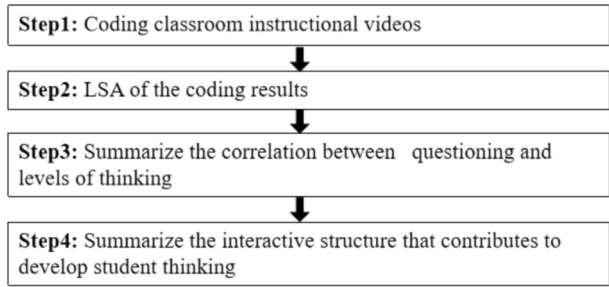 Step1: Coding classroom instructional videos
Step2: LSA of the coding results
Step3: Summarize the correlation between questioning and
levels of thinking
Step4: Summarize the interactive structure that contributes to
develop student thinking